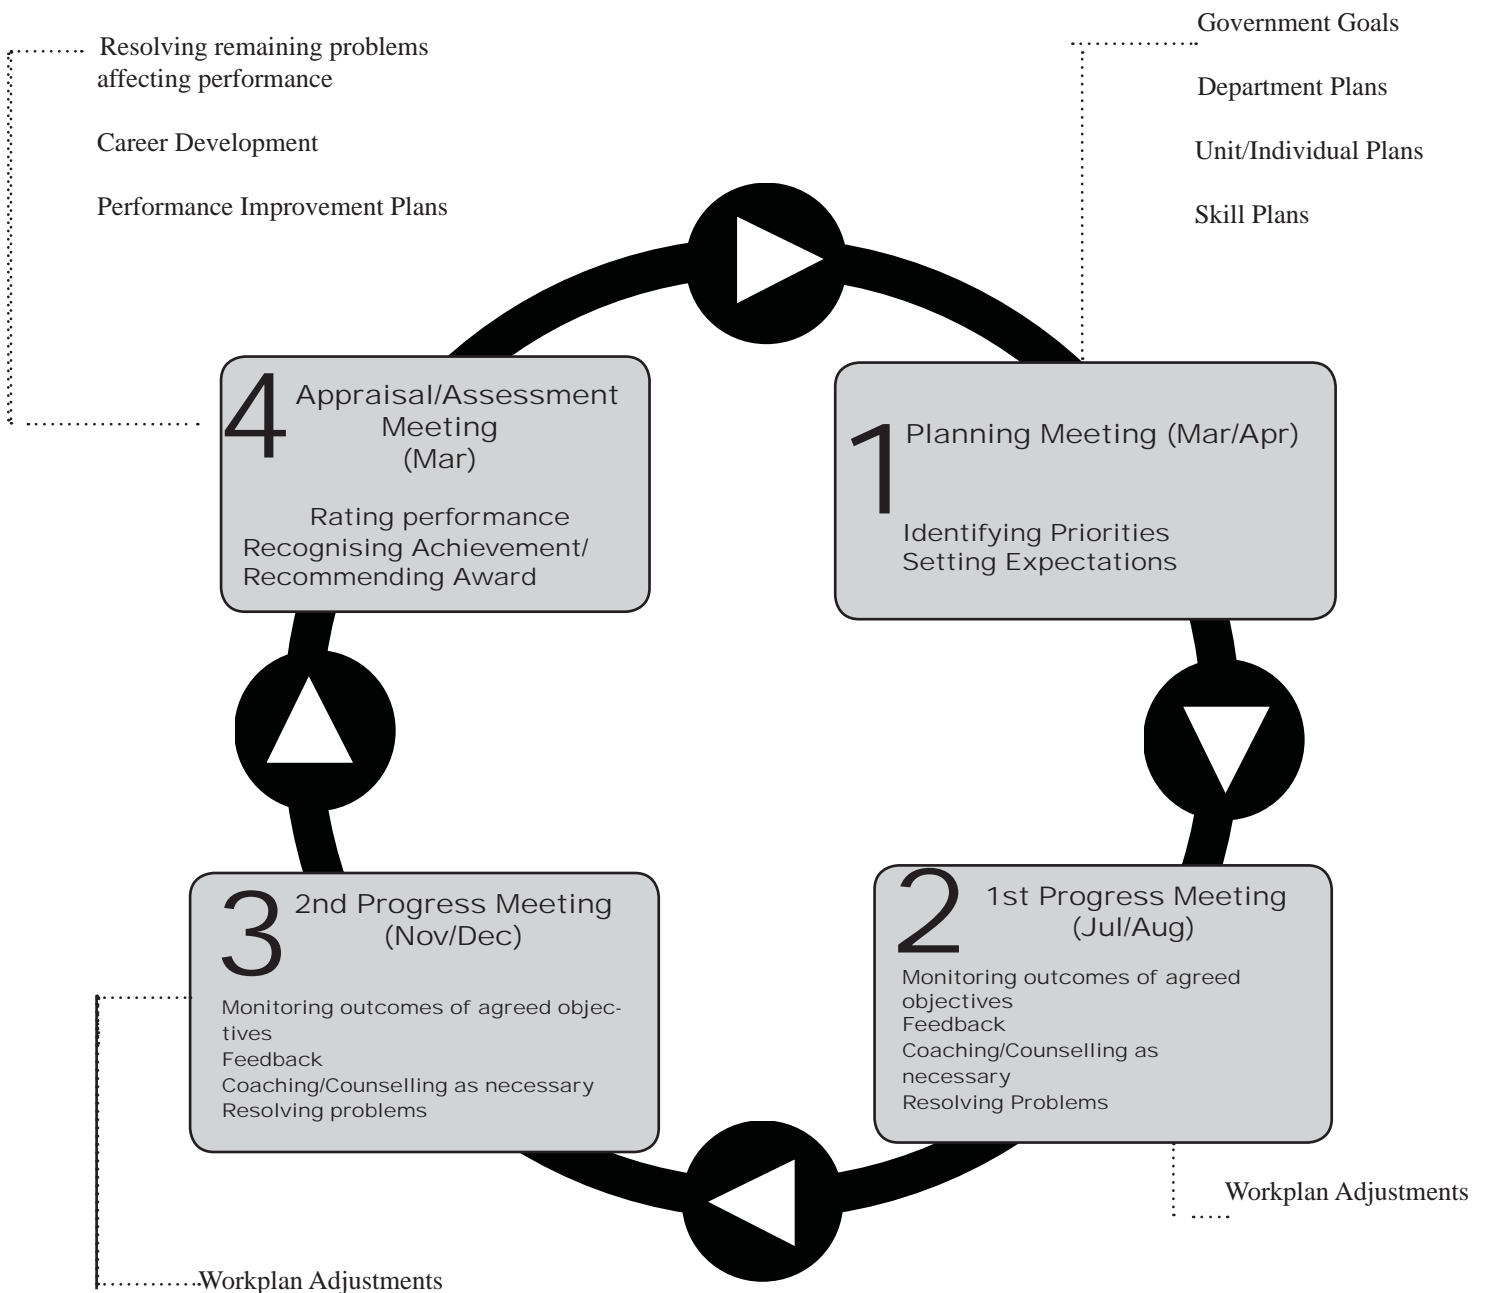 Resolving remaining problems
affecting performance
Career Development
Performance Improvement Plans
Government Goals
Department Plans
Unit/Individual Plans
Skill Plans
4
Appraisal/Assessment
Meeting
(Mar)
Rating performance
Recognising Achievement/
Recommending Award
1
Planning Meeting (Mar/Apr)
Identifying Priorities
Setting Expectations
3
2nd Progress Meeting
(Nov/Dec)
Monitoring outcomes of agreed objec-
tives
Feedback
Coaching/Counselling as necessary
Resolving problems
2
1st Progress Meeting
(Jul/Aug)
Monitoring outcomes of agreed
objectives
Feedback
Coaching/Counselling as
necessary
Resolving Problems
Workplan Adjustments
Workplan Adjustments